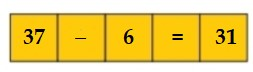 37 – 6 = 31